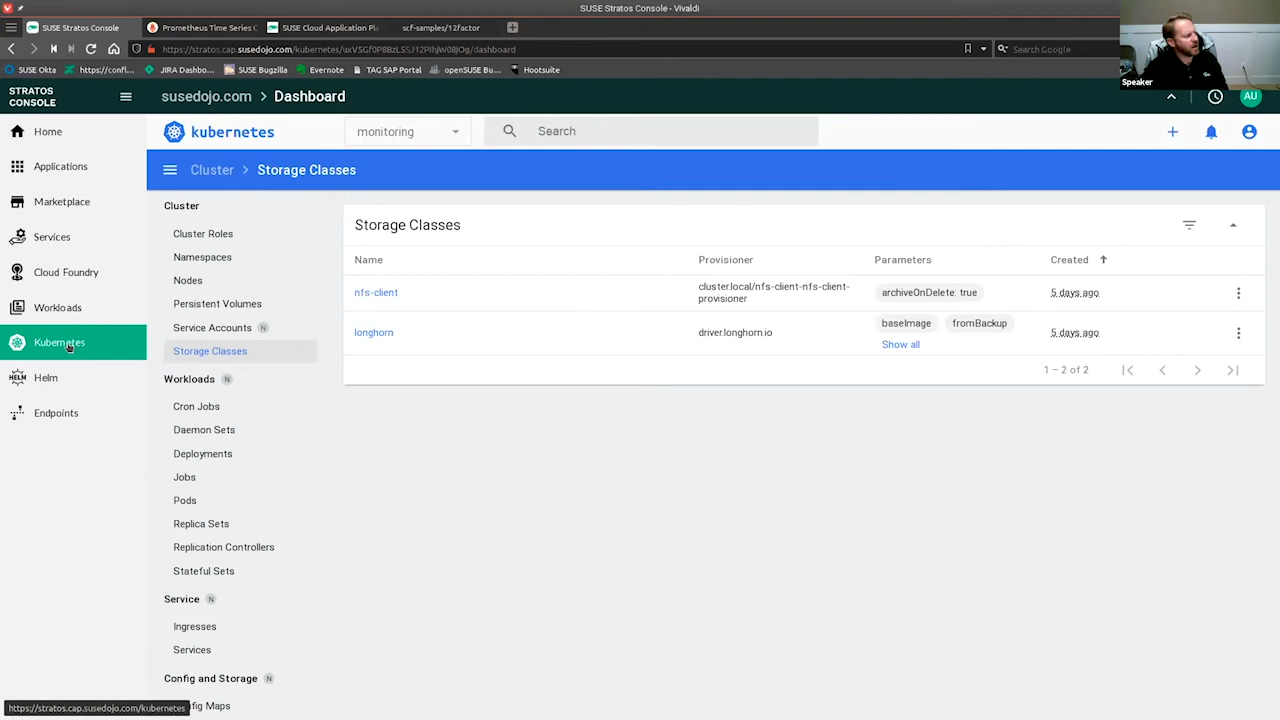 SUSE Stratos Console - Vivaldi
SUSE Stratos Console
Prometheus Time Series C
SUSE Cloud Application Pla
scf-samples/12factor
Search Google
SUSE Okta
https://confl...
JIRA Dashbo...
SUSE Bugzilla
Evernote
TAG SAP Portal
openSUSE Bu...
Hootsuite
Speaker
STRATOS
CONSOLE
susedojo.com > Dashboard
AU
Home
Applications
Marketplace
Services
Cloud Foundry
Workloads
Kubernetes
HELM Helm
Endpoints
kubernetes
monitoring
Search
Cluster > Storage Classes
Cluster
Cluster Roles
Namespaces
Nodes
Persistent Volumes
Service Accounts N
Storage Classes
Workloads N
Cron Jobs
Daemon Sets
Deployments
Jobs
Pods
Replica Sets
Replication Controllers
Stateful Sets
Service N
Ingresses
Services
Config and Storage N
fig Maps
Storage Classes
Name Provisioner Parameters Created
nfs-client cluster.local/nfs-client-nfs-client-
provisioner archiveOnDelete: true 5 days ago
longhorn driver.longhorn.io baseImage fromBackup 5 days ago
Show all
1 – 2 of 2
https://stratos.cap.susedojo.com/kubernetes